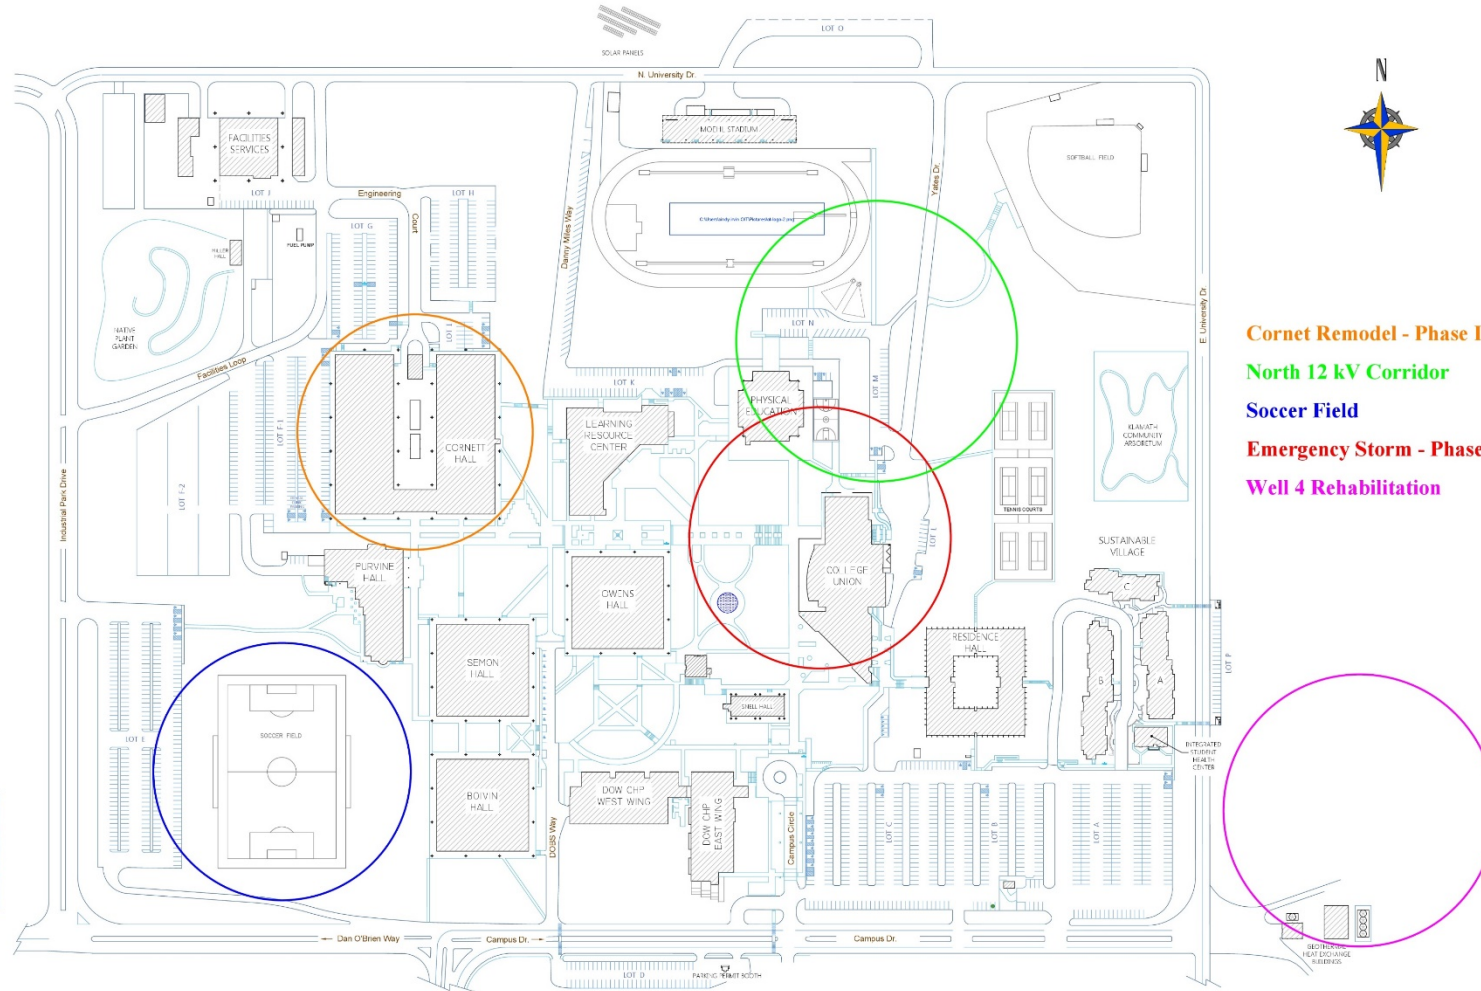 SOLAR PANELS
LOT O
N. University Dr.
N
MOEHL STADIUM
FACILITIES
SERVICES
SOFTBALL FIELD
LOT J
Engineering
Court
LOT H
Yates Dr.
LOT G
FUEL PUMP
Danny Miles Way
HALL
NATIVE
PLANT
GARDEN
E. University Dr
LOT N
Cornet Remodel - Phase I
North 12 kV Corridor
Soccer Field
Emergency Storm - Phase
Well 4 Rehabilitation
Facilities Loop
LOT I
LOT K
LOT M
PHYSICAL
EDUCATION
LEARNING
RESOURCE
CENTER
CORNETT
HALL
LOT F-1
LOT F-2
KLAMATH
COMMUNITY
ARBORETUM
Industrial Park Drive
TENNIS COURTS
LOT L
SUSTAINABLE
VILLAGE
PURVINE
HALL
COLLEGE
UNION
OWENS
HALL
C
RESIDENCE
HALL
SEMON
HALL
B
A
LOT P
SNELL HALL
SOCCER FIELD
LOT E
INTEGRATED
STUDENT
HEALTH
CENTER
DOW CHP
WEST WING
DOW CHP
EAST WING
BOIVIN
HALL
DOBS Way
Campus Circle
LOT C
LOT B
LOT A
Dan O'Brien Way
Campus Dr.
Campus Dr.
LOT D
PARKING PERMIT BOOTH
GEOTHERMAL
HEAT EXCHANGE
BUILDINGS